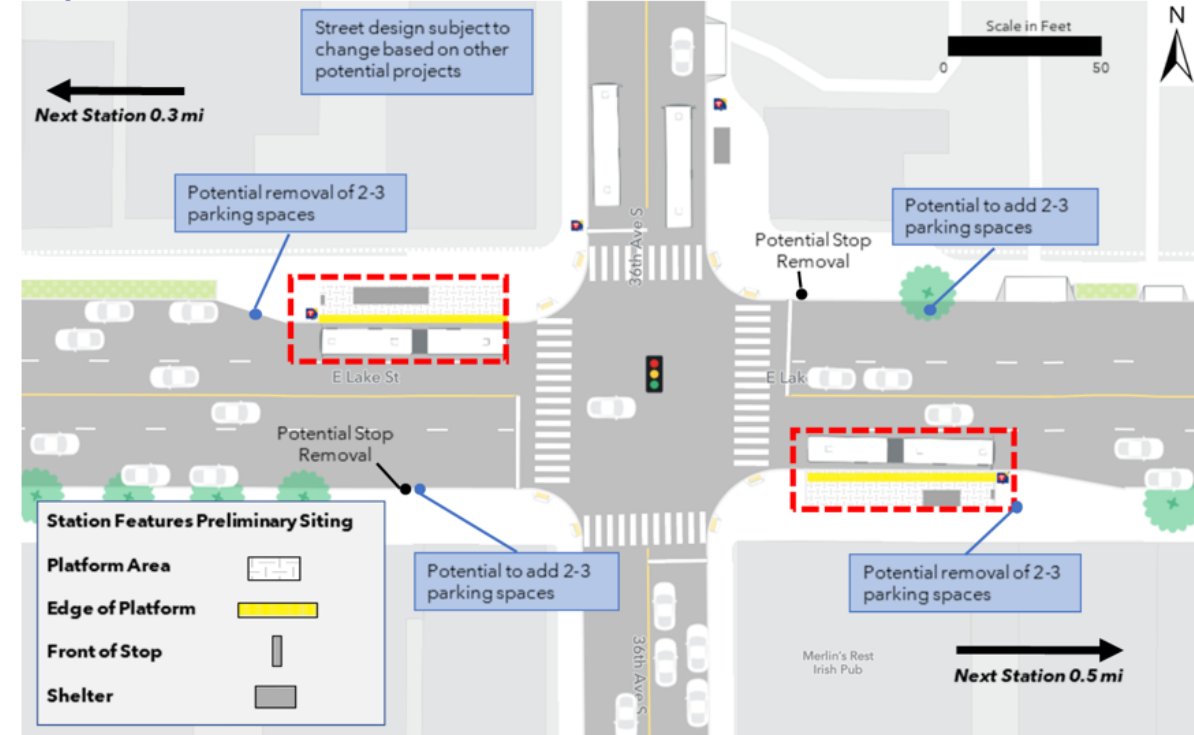 Street design subject to
change based on other
potential projects
Scale in Feet
0
50
N
Next Station 0.3 mi
Potential removal of 2-3
parking spaces
36th Ave S
Potential to add 2-3
parking spaces
Potential Stop
Removal
E Lake St
E Lak
Potential Stop
Removal
Station Features Preliminary Siting
Platform Area
Edge of Platform
Front of Stop
Shelter
Potential to add 2-3
parking spaces
Potential removal of 2-3
parking spaces
36th Ave S
Merlin's Rest
Irish Pub
Next Station 0.5 mi